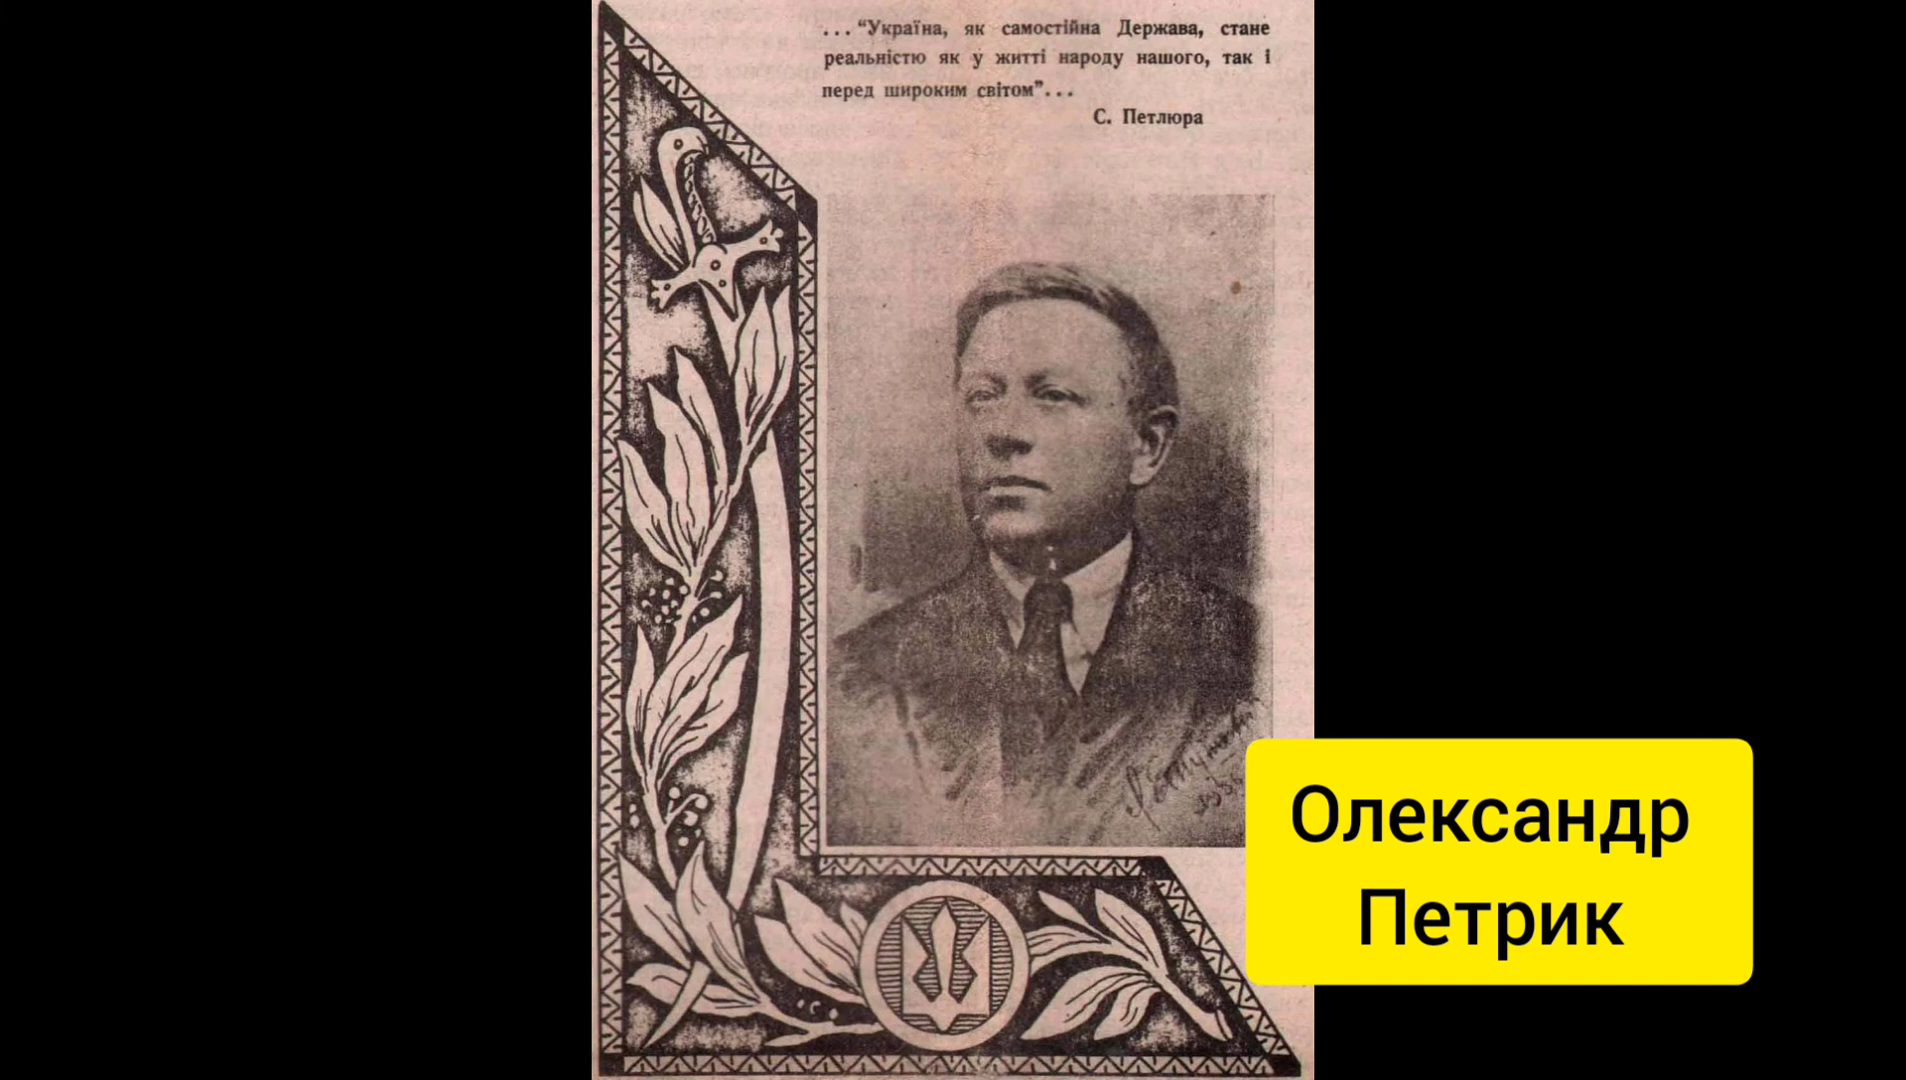 ... “Україна, як самостійна Держава, стане
реальністю як у житті народу нашого, так і
перед широким світом”...
С. Петлюра
Олександр
Петрик